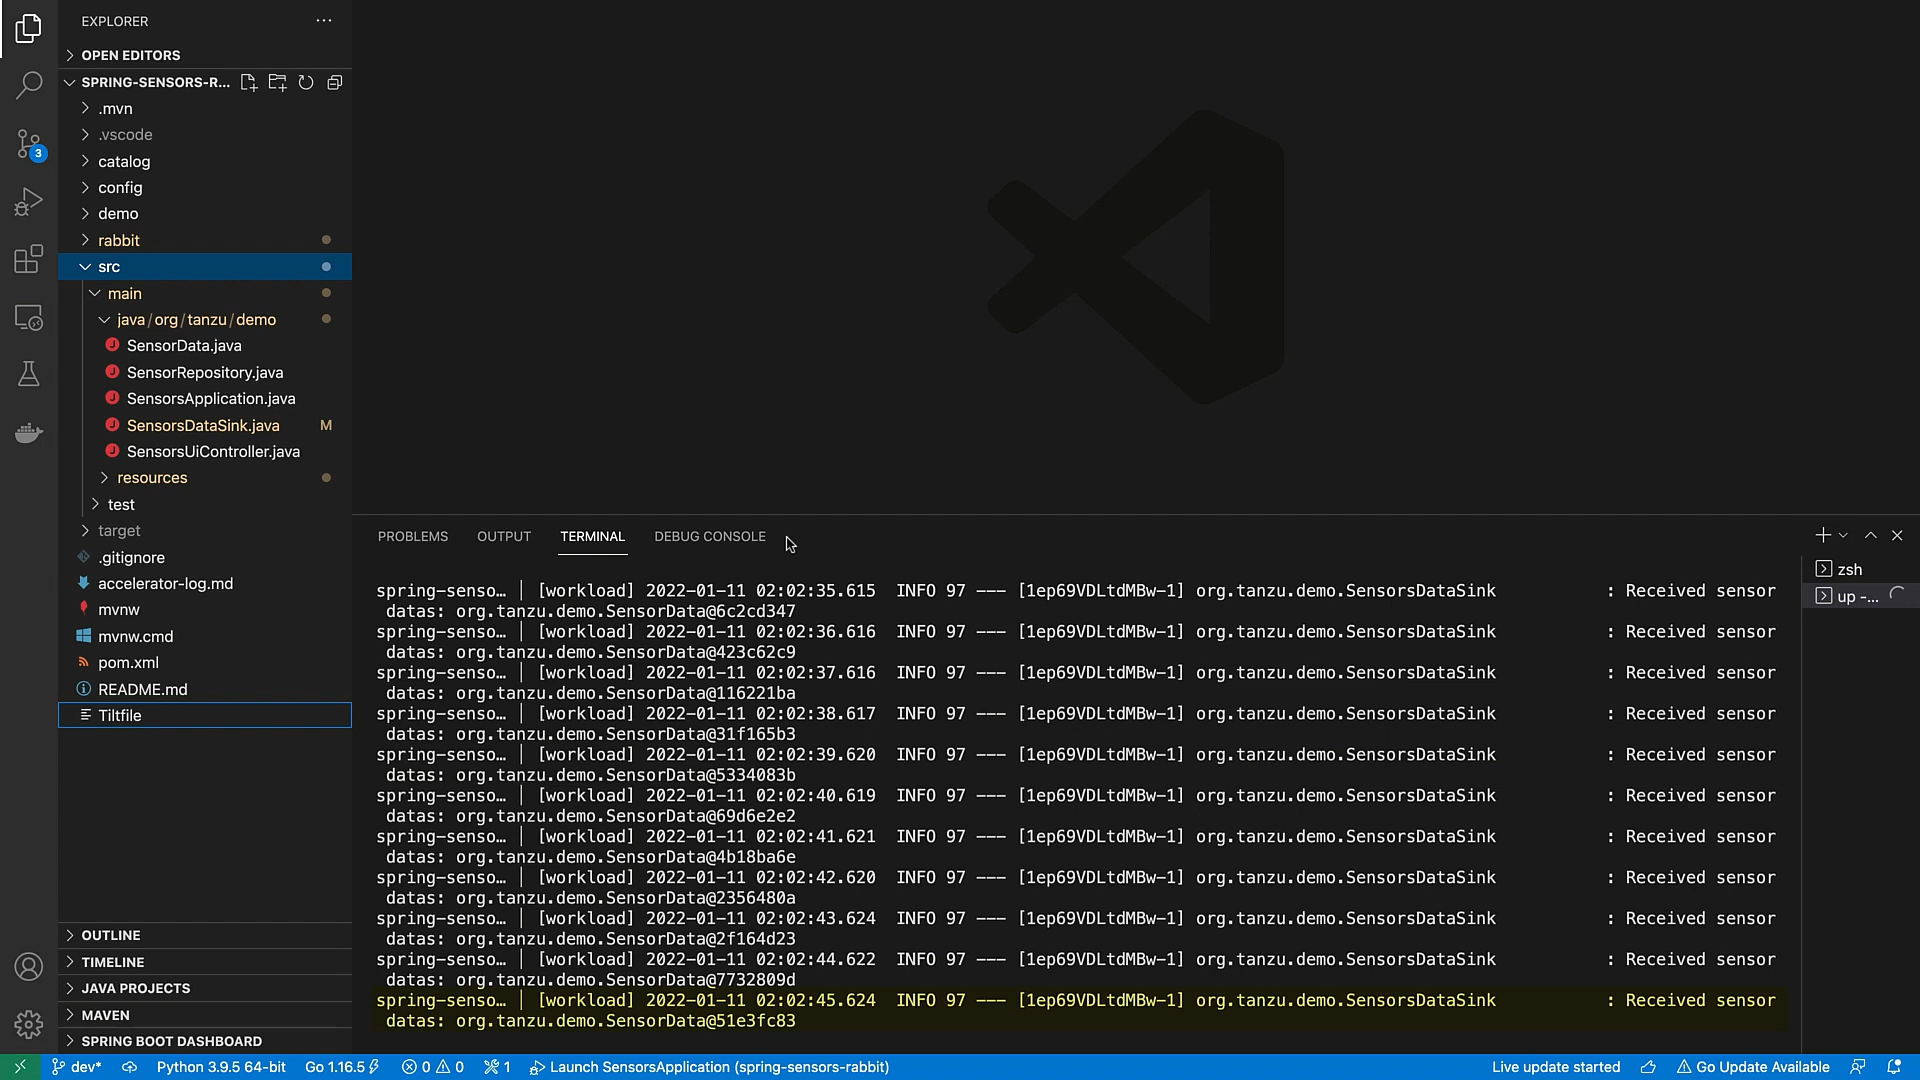 EXPLORER
OPEN EDITORS
SPRING-SENSORS-R...
.mvn
.vscode
catalog
config
demo
rabbit
src
main
java/org/tanzu/demo
SensorData.java
SensorRepository.java
SensorsApplication.java
SensorsDataSink.java M
SensorsUiController.java
resources
test
target
.gitignore
accelerator-log.md
mvnw
mvnw.cmd
pom.xml
README.md
Tiltfile
OUTLINE
TIMELINE
JAVA PROJECTS
MAVEN
SPRING BOOT DASHBOARD
3
PROBLEMS OUTPUT TERMINAL DEBUG CONSOLE
spring-senso… │ [workload] 2022-01-11 02:02:35.615  INFO 97 --- [1ep69VDLtdMBw-1] org.tanzu.demo.SensorsDataSink           : Received sensor
datas: org.tanzu.demo.SensorData@6c2cd347
spring-senso… │ [workload] 2022-01-11 02:02:36.616  INFO 97 --- [1ep69VDLtdMBw-1] org.tanzu.demo.SensorsDataSink           : Received sensor
datas: org.tanzu.demo.SensorData@423c62c9
spring-senso… │ [workload] 2022-01-11 02:02:37.616  INFO 97 --- [1ep69VDLtdMBw-1] org.tanzu.demo.SensorsDataSink           : Received sensor
datas: org.tanzu.demo.SensorData@116221ba
spring-senso… │ [workload] 2022-01-11 02:02:38.617  INFO 97 --- [1ep69VDLtdMBw-1] org.tanzu.demo.SensorsDataSink           : Received sensor
datas: org.tanzu.demo.SensorData@31f165b3
spring-senso… │ [workload] 2022-01-11 02:02:39.620  INFO 97 --- [1ep69VDLtdMBw-1] org.tanzu.demo.SensorsDataSink           : Received sensor
datas: org.tanzu.demo.SensorData@5334083b
spring-senso… │ [workload] 2022-01-11 02:02:40.619  INFO 97 --- [1ep69VDLtdMBw-1] org.tanzu.demo.SensorsDataSink           : Received sensor
datas: org.tanzu.demo.SensorData@69d6e2e2
spring-senso… │ [workload] 2022-01-11 02:02:41.621  INFO 97 --- [1ep69VDLtdMBw-1] org.tanzu.demo.SensorsDataSink           : Received sensor
datas: org.tanzu.demo.SensorData@4b18ba6e
spring-senso… │ [workload] 2022-01-11 02:02:42.620  INFO 97 --- [1ep69VDLtdMBw-1] org.tanzu.demo.SensorsDataSink           : Received sensor
datas: org.tanzu.demo.SensorData@2356480a
spring-senso… │ [workload] 2022-01-11 02:02:43.624  INFO 97 --- [1ep69VDLtdMBw-1] org.tanzu.demo.SensorsDataSink           : Received sensor
datas: org.tanzu.demo.SensorData@2f164d23
spring-senso… │ [workload] 2022-01-11 02:02:44.622  INFO 97 --- [1ep69VDLtdMBw-1] org.tanzu.demo.SensorsDataSink           : Received sensor
datas: org.tanzu.demo.SensorData@7732809d
spring-senso… │ [workload] 2022-01-11 02:02:45.624  INFO 97 --- [1ep69VDLtdMBw-1] org.tanzu.demo.SensorsDataSink           : Received sensor
datas: org.tanzu.demo.SensorData@51e3fc83
zsh
up -...
dev* Python 3.9.5 64-bit Go 1.16.5 0 0 1 Launch SensorsApplication (spring-sensors-rabbit) Live update started Go Update Available